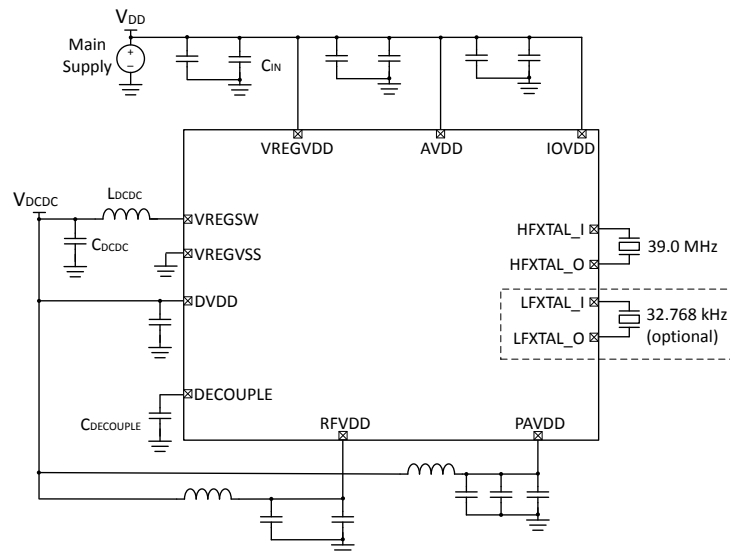 VDD
Main
Supply
+
–
CIN
VREGVDD
AVDD
IOVDD
VDCDC
LDCDC
VREGSW
CDCDC
VREGVSS
HFXTAL_I
39.0 MHz
HFXTAL_O
DVDD
LFXTAL_I
32.768 kHz
(optional)
LFXTAL_O
DECOUPLE
CDECOUPLE
RFVDD
PAVDD